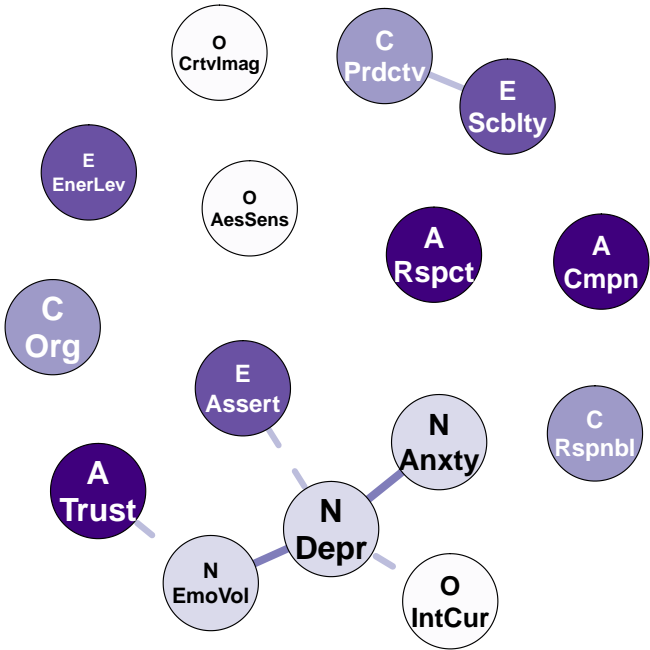 O
CrtvImag
C
Prdctv
E
Scblty
E
EnerLev
O
AesSens
A
Rspct
A
Cmpn
C
Org
E
Assert
N
Anxty
C
Rspnbl
A
Trust
N
Depr
N
EmoVol
O
IntCur